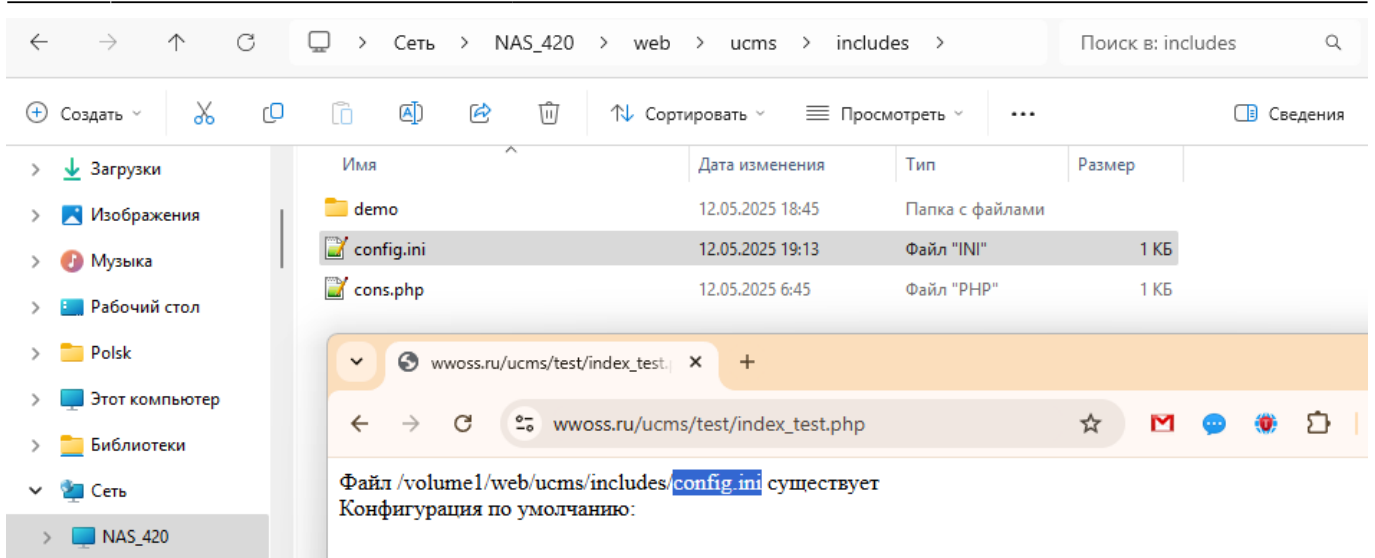 Сеть > NAS_420 > web > ucms > includes >
Поиск в: includes
Создать
Сортировать
Просмотреть
Сведения
Имя Дата изменения Тип Размер
Загрузки
Изображения
Музыка
Рабочий стол
Polsk
Этот компьютер
Библиотеки
Сеть
NAS_420
demo 12.05.2025 18:45 Папка с файлами
config.ini 12.05.2025 19:13 Файл "INI" 1 КБ
cons.php 12.05.2025 6:45 Файл "PHP" 1 КБ
wwoss.ru/ucms/test/index_test.
wwoss.ru/ucms/test/index_test.php
Файл /volume1/web/ucms/includes/config.ini существует
Конфигурация по умолчанию: